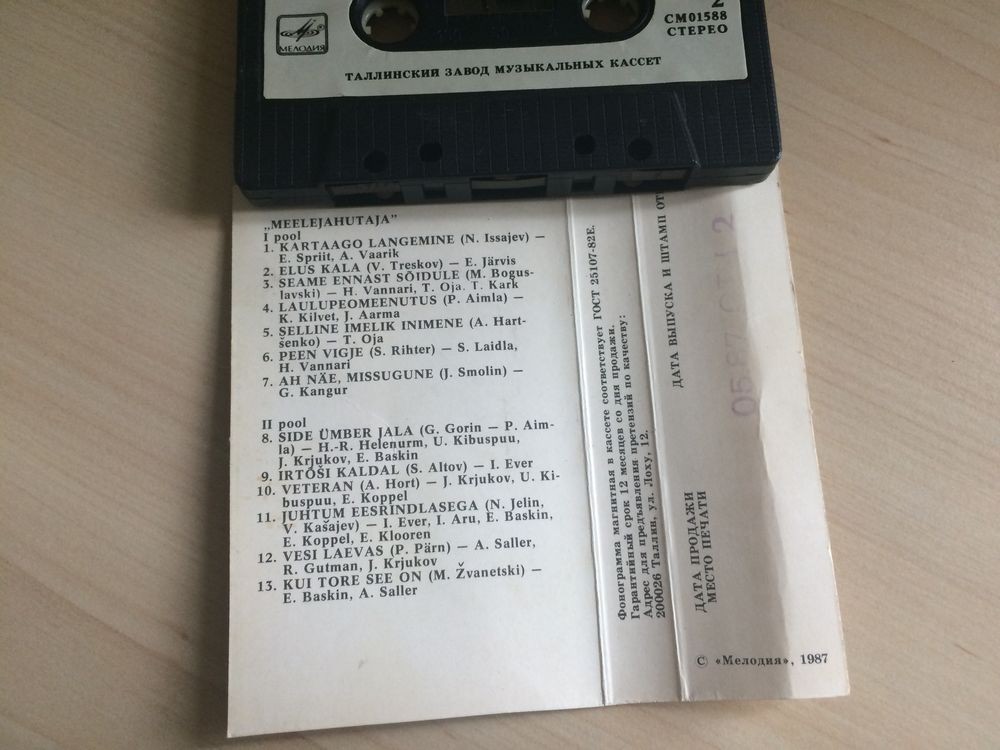 МЕЛОДИЯ
2
СМ01588
СТЕРЕО
ТАЛЛИНСКИЙ ЗАВОД МУЗЫКАЛЬНЫХ КАССЕТ
„MEELEJAHUTAJA”
I pool
1. KARTAAGO LANGEMINE (N. Issajev) —
E. Spriit, A. Vaarik
2. ELUS KALA (V. Treskov) — E. Järvis
3. SEAME ENNAST SÕIDULE (M. Bogus-
lavski) — H. Vannari, T. Oja. T. Kark
4. LAULUPEOMEENUTUS (P. Aimla) —
K. Kilvet, J. Aarma
5. SELLINE IMELIK INIMENE (A. Hart-
šenko) — T. Oja
6. PEEN VIGJE (S. Rihter) — S. Laidla,
H. Vannari
7. AH NÄE, MISSUGUNE (J. Smolin) —
G. Kangur
II pool
8. SIDE ÜMBER JALA (G. Gorin — P. Aim-
la) — H.-R. Helenurm, U. Kibuspuu,
J. Krjukov, E. Baskin
9. IRTÕŠI KALDAL (S. Altov) — I. Ever
10. VETERAN (A. Hort) — J. Krjukov, U. Ki-
buspuu, E. Koppel
11. JUHTUM EESRINDLASEGA (N. Jelin,
V. Kašajev) — I. Ever, I. Aru, E. Baskin,
E. Koppel, E. Klooren
12. VESI LAEVAS (P. Pärn) — A. Saller,
R. Gutman, J. Krjukov
13. KUI TORE SEE ON (M. Žvanetski) —
E. Baskin, A. Saller
Фонограмма магнитная в кассете соответствует ГОСТ 25107-82Е.
Гарантийный срок 12 месяцев со дня продажи.
Адрес для предъявления претензий по качеству:
200026 Таллин, ул. Лоху, 12.
ДАТА ВЫПУСКА И ШТАМП ОТ
ДАТА ПРОДАЖИ
МЕСТО ПЕЧАТИ
© «Мелодия», 1987